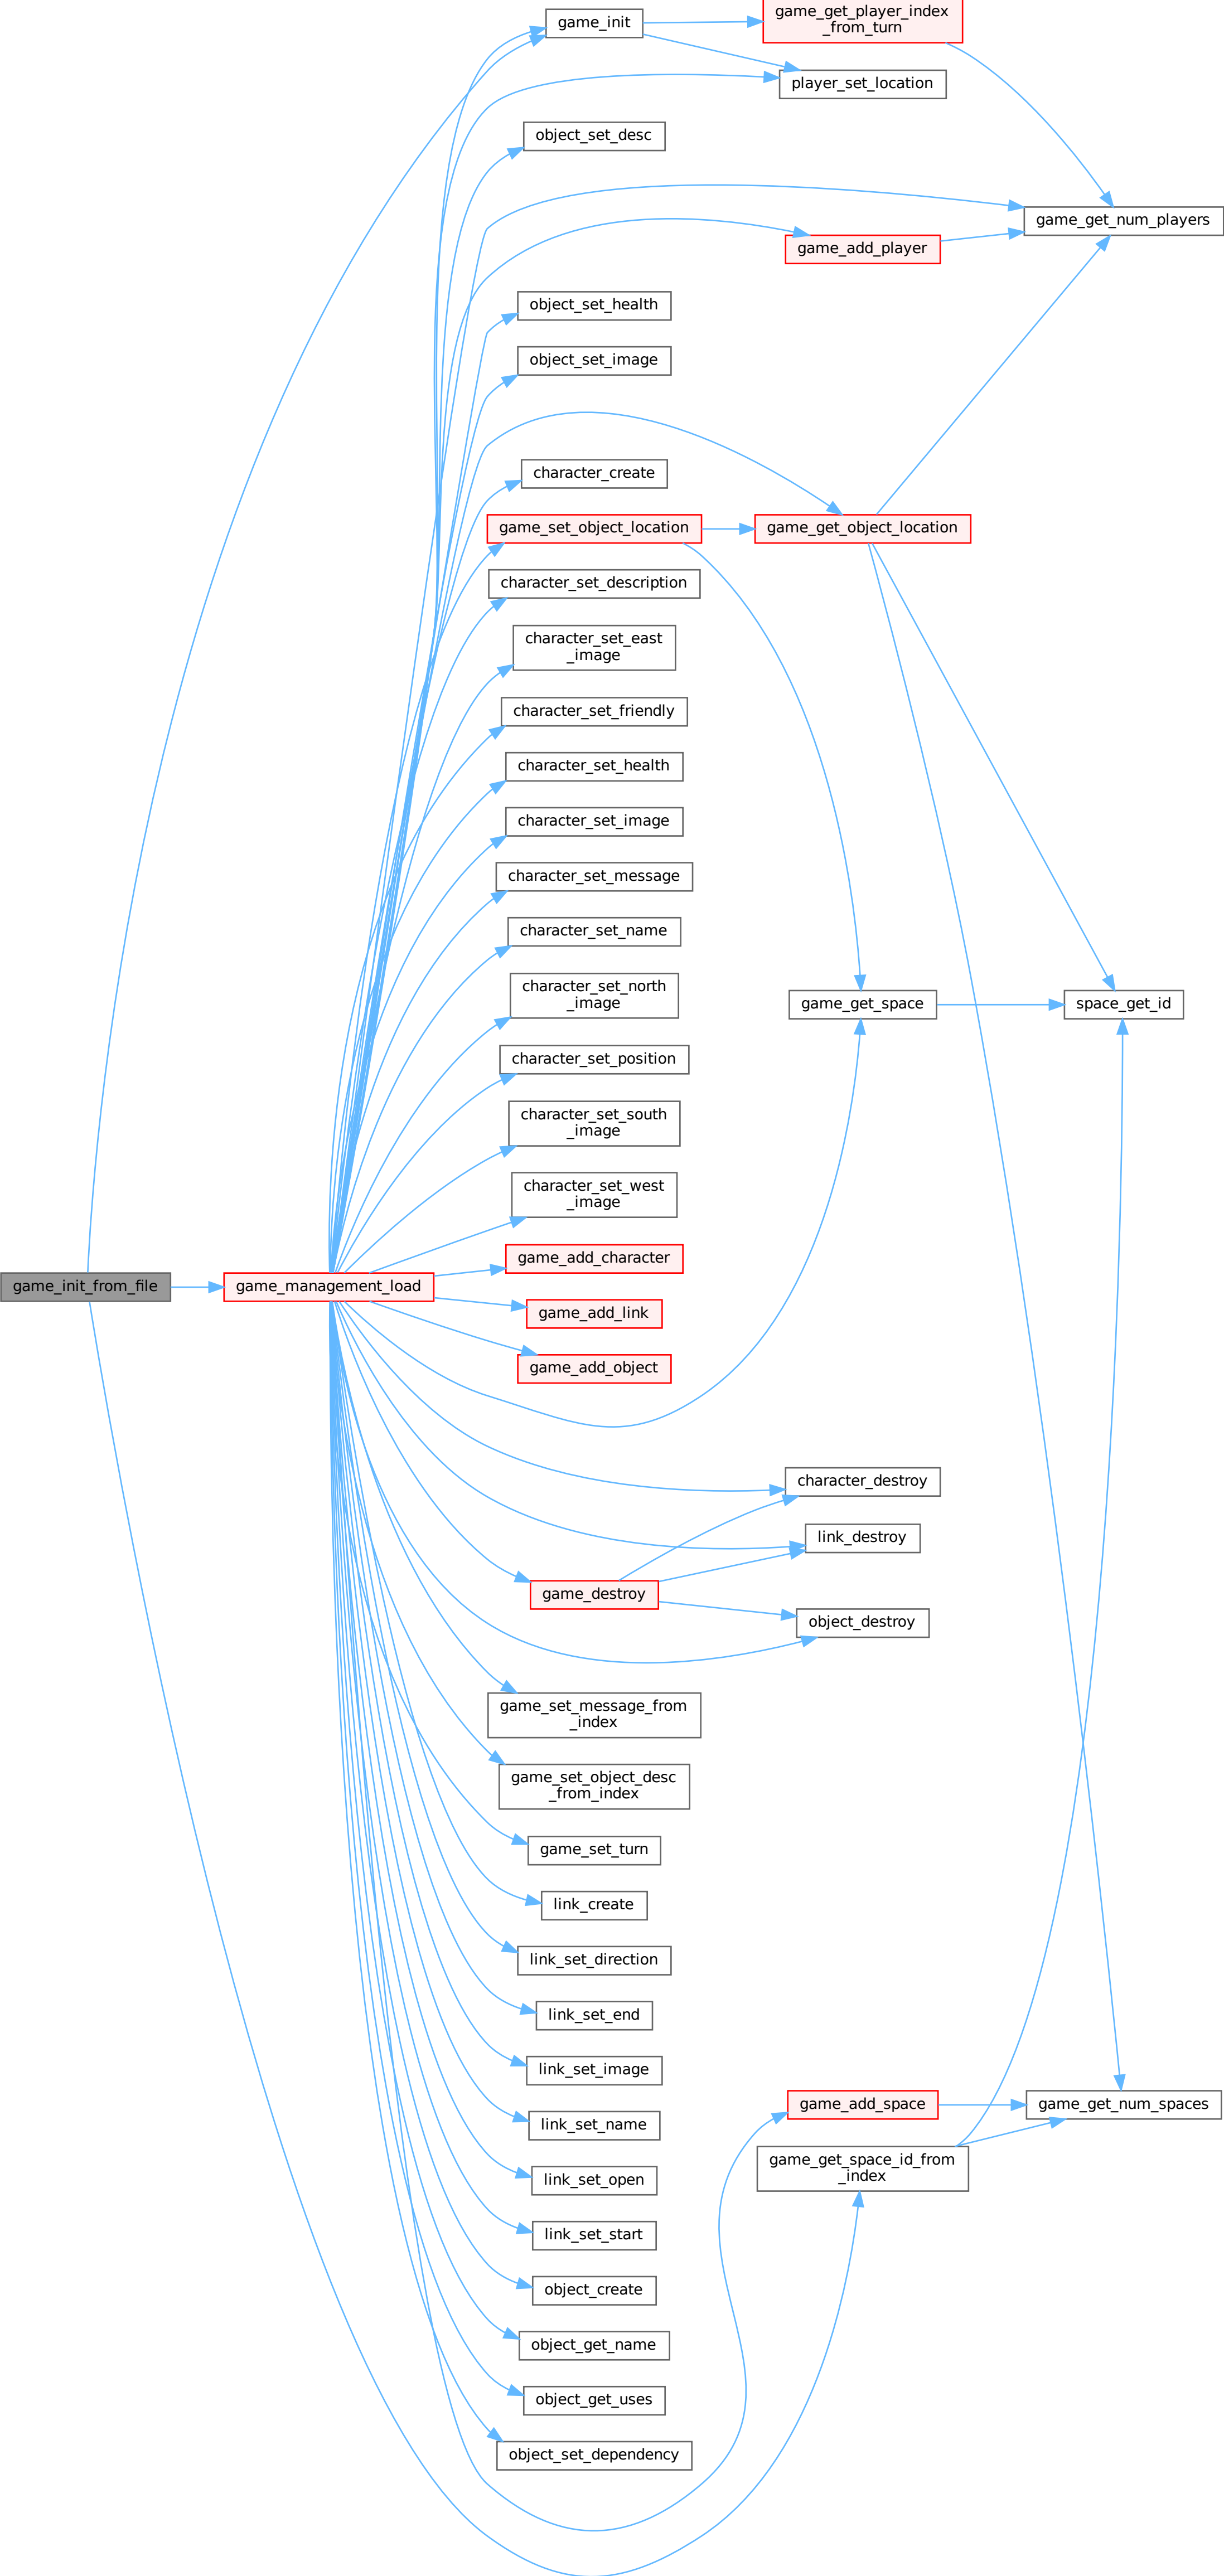 game_init
game_get_player_index
_from_turn
player_set_location
object_set_desc
game_get_num_players
game_add_player
object_set_health
object_set_image
character_create
game_set_object_location
game_get_object_location
character_set_description
character_set_east
_image
character_set_friendly
character_set_health
character_set_image
character_set_message
character_set_name
character_set_north
_image
game_get_space
space_get_id
character_set_position
character_set_south
_image
character_set_west
_image
game_add_character
game_init_from_file
game_management_load
game_add_link
game_add_object
character_destroy
link_destroy
game_destroy
object_destroy
game_set_message_from
_index
game_set_object_desc
_from_index
game_set_turn
link_create
link_set_direction
link_set_end
link_set_image
game_add_space
game_get_num_spaces
link_set_name
game_get_space_id_from
_index
link_set_open
link_set_start
object_create
object_get_name
object_get_uses
object_set_dependency